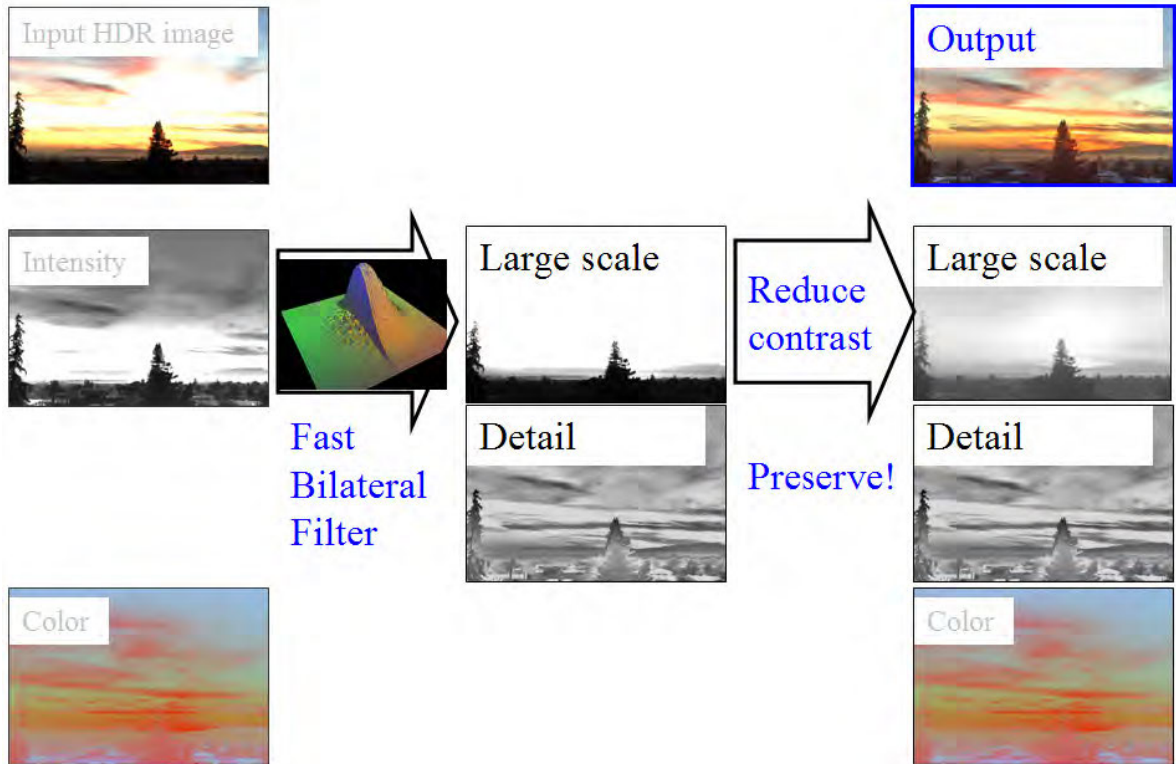 Input HDR image
Output
Intensity
Large scale
Reduce
contrast
Large scale
Fast
Bilateral
Filter
Detail
Preserve!
Detail
Color
Color